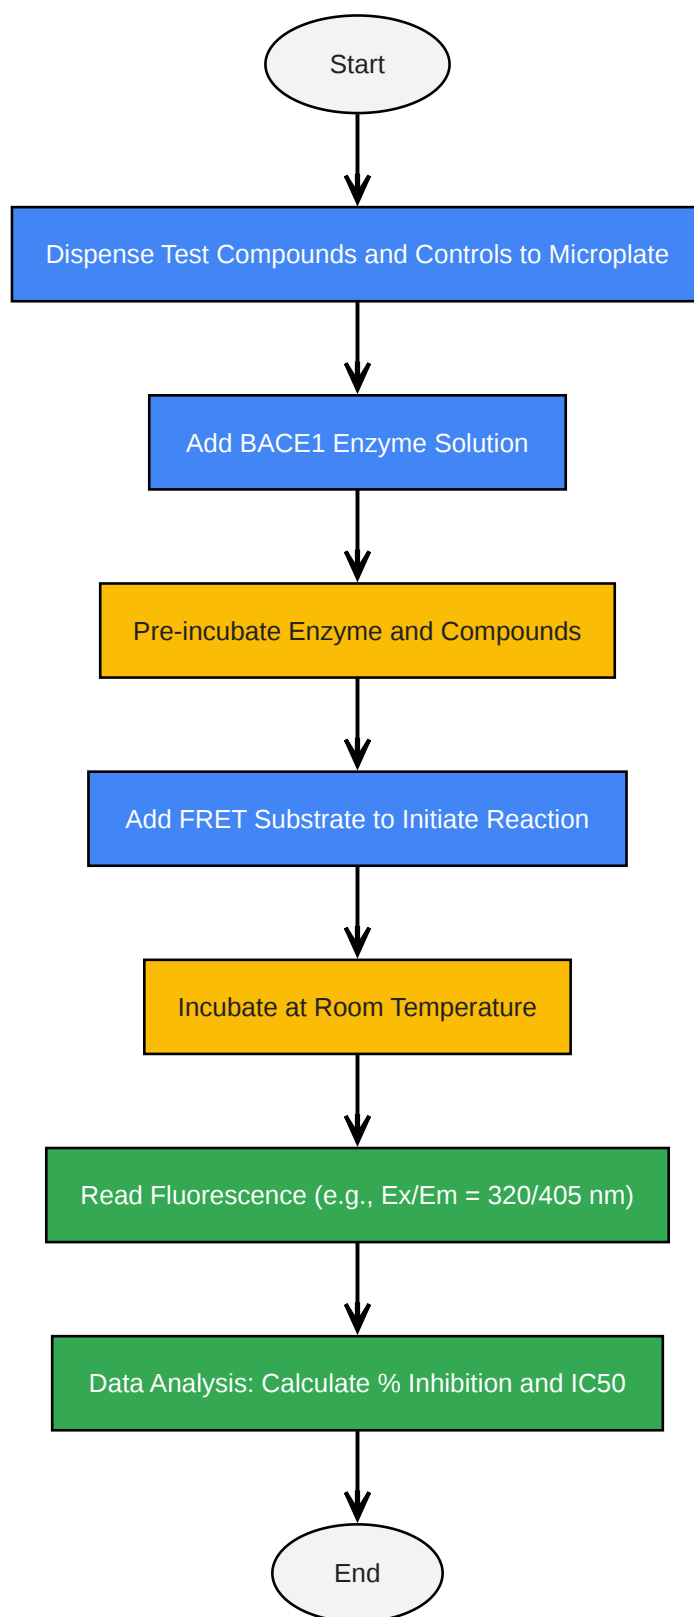 Start
Dispense Test Compounds and Controls to Microplate
Add BACE1 Enzyme Solution
Pre-incubate Enzyme and Compounds
Add FRET Substrate to Initiate Reaction
Incubate at Room Temperature
Read Fluorescence (e.g., Ex/Em = 320/405 nm)
Data Analysis: Calculate % Inhibition and IC50
End